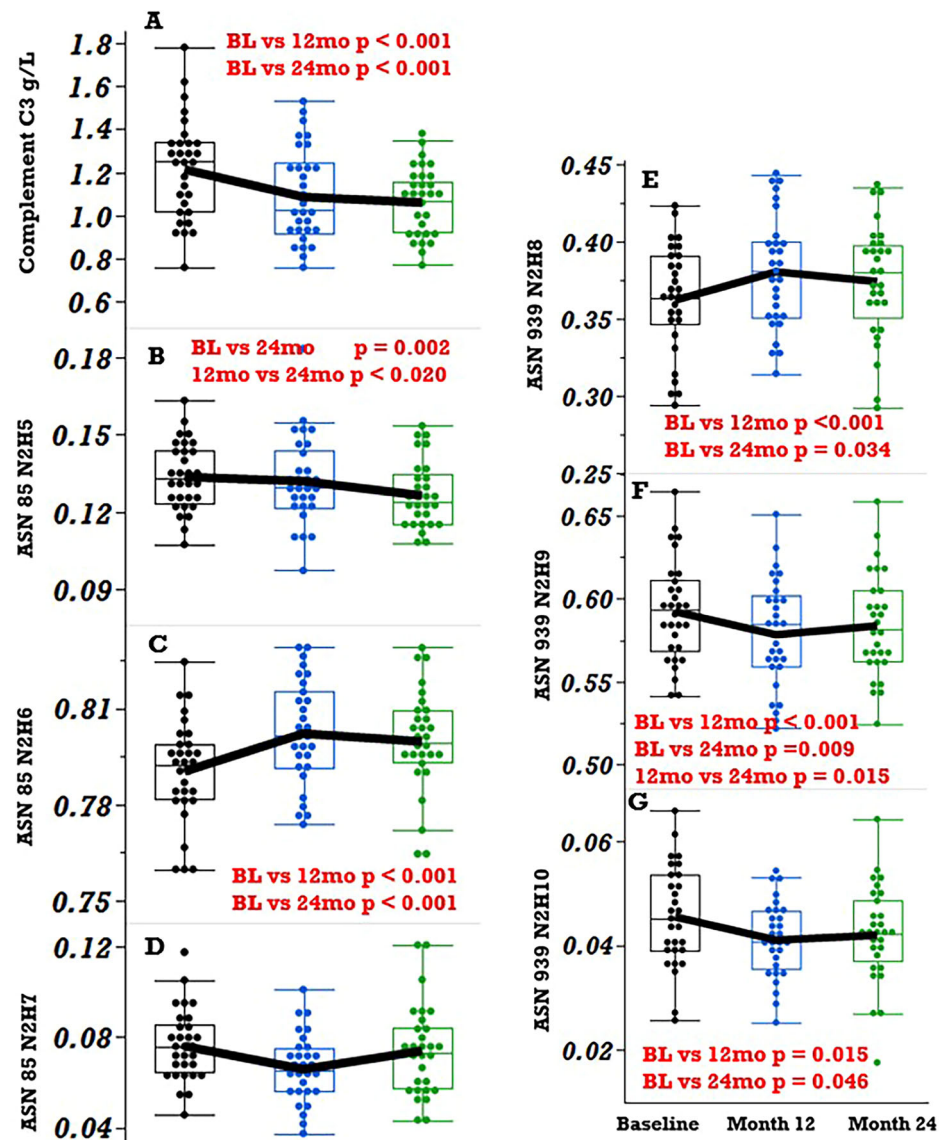 A
BL vs 12mo p < 0.001
BL vs 24mo p < 0.001
Complement C3 g/L
1.8
1.6
1.4
1.2
1.0
0.8
0.6
B
BL vs 24mo p = 0.002
12mo vs 24mo p < 0.020
ASN 85 N2H5
0.18
0.15
0.12
0.09
C
ASN 85 N2H6
0.81
0.78
0.75
BL vs 12mo p < 0.001
BL vs 24mo p < 0.001
D
ASN 85 N2H7
0.12
0.08
0.04
E
ASN 939 N2H8
0.45
0.40
0.35
0.30
0.25
BL vs 12mo p <0.001
BL vs 24mo p = 0.034
F
ASN 939 N2H9
0.65
0.60
0.55
0.50
BL vs 12mo p < 0.001
BL vs 24mo p =0.009
12mo vs 24mo p = 0.015
G
ASN 939 N2H10
0.06
0.04
0.02
BL vs 12mo p = 0.015
BL vs 24mo p = 0.046
Baseline Month 12 Month 24